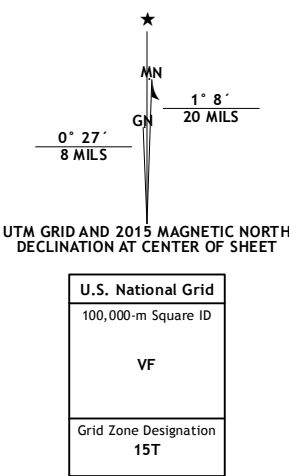 ★
MN
1° 8´
20 MILS
GN
0° 27´
8 MILS
UTM GRID AND 2015 MAGNETIC NORTH
DECLINATION AT CENTER OF SHEET
U.S. National Grid
100,000-m Square ID
VF
Grid Zone Designation
15T